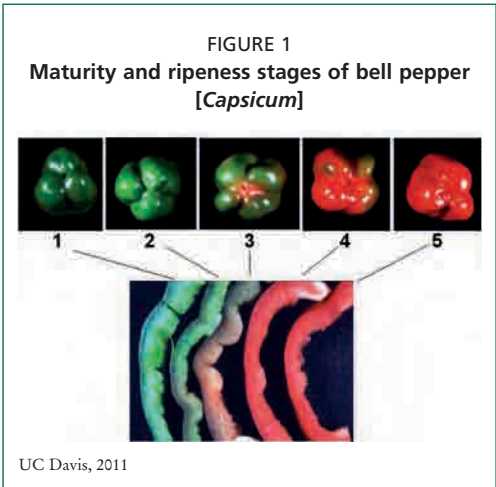 FIGURE 1
Maturity and ripeness stages of bell pepper
[Capsicum]
1 2 3 4 5
UC Davis, 2011